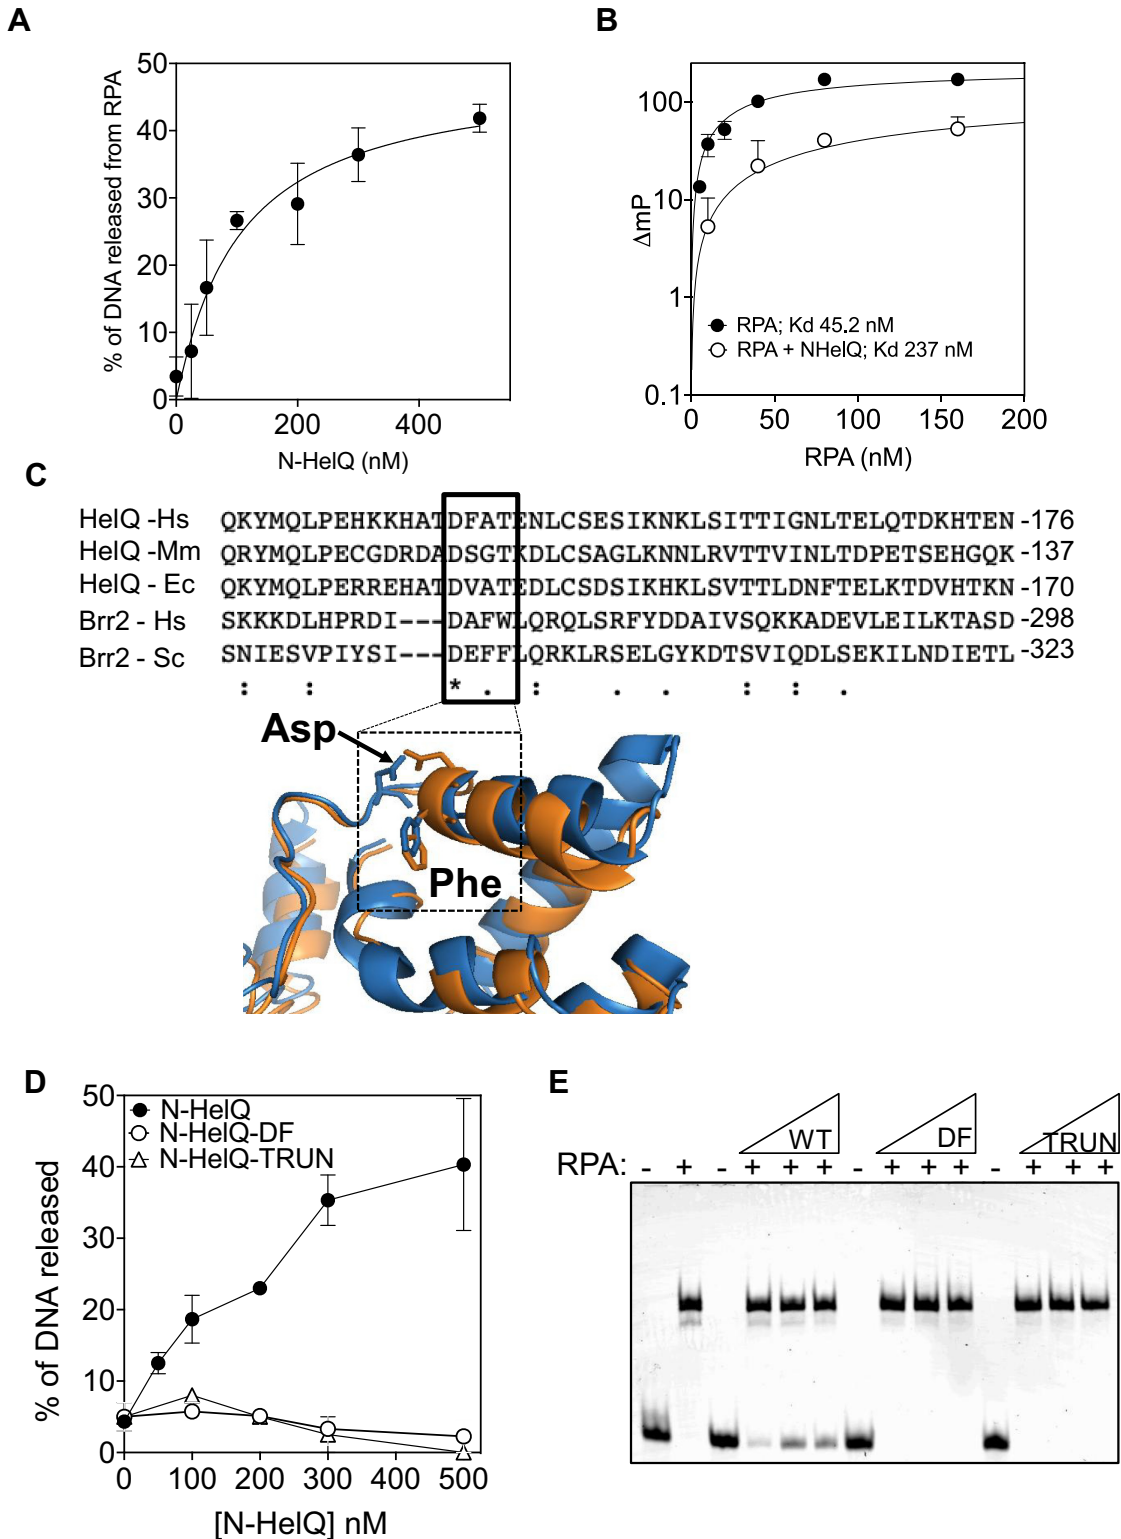 A
50
40
30
20
10
0
% of DNA released from RPA
0 200 400
N-HelQ (nM)
B
100
10
1
0.1
ΔmP
RPA; Kd 45.2 nM
RPA + NHelQ; Kd 237 nM
0 50 100 150 200
RPA (nM)
C
HelQ -Hs QKYMQLPEHKKHATDFATENLCSESIKNKLSITTIGNLTELQTDKHTEN -176
HelQ -Mm QRYMQLPECGDRDADSGTKDLCSAGLKNNLRVTTVINLTDPETSEHGQK -137
HelQ - Ec QKYMQLPERREHATDVATEDLCSDSIKHKLSVTTLDNFTELKTDVHTKN -170
Brr2 - Hs SKKKDLHPRDI---DAFWLQRQLSRFYDDAIVSQKKADEVLEILKTASD -298
Brr2 - Sc SNIESVPIYSI---DEFFLQRKLRSELGYKDTSVIQDLSEKILNDIETL -323
: : * . : . . : : .
Asp
Phe
D
50
40
30
20
10
0
% of DNA released
N-HelQ
N-HelQ-DF
N-HelQ-TRUN
0 100 200 300 400 500
[N-HelQ] nM
E
WT DF TRUN
RPA: - + - + + + - + + + - + + +